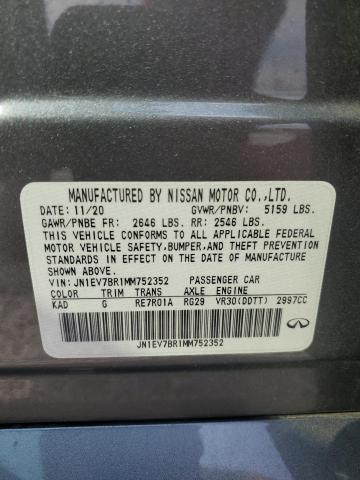 MANUFACTURED BY NISSAN MOTOR CO.,LTD.
DATE: 11/20 GVWR/PNBV: 5159 LBS.
GAWR/PNBE FR: 2646 LBS. RR: 2546 LBS.
THIS VEHICLE CONFORMS TO ALL APPLICABLE FEDERAL
MOTOR VEHICLE SAFETY,BUMPER,AND THEFT PREVENTION
STANDARDS IN EFFECT ON THE DATE OF MANUFACTURE
SHOWN ABOVE.
VIN: JN1EV7BR1MM752352 PASSENGER CAR
COLOR TRIM TRANS AXLE ENGINE
KAD G RE7R01A RG29 VR30(DDTT) 2997CC
JN1EV7BR1MM752352
INFINITI